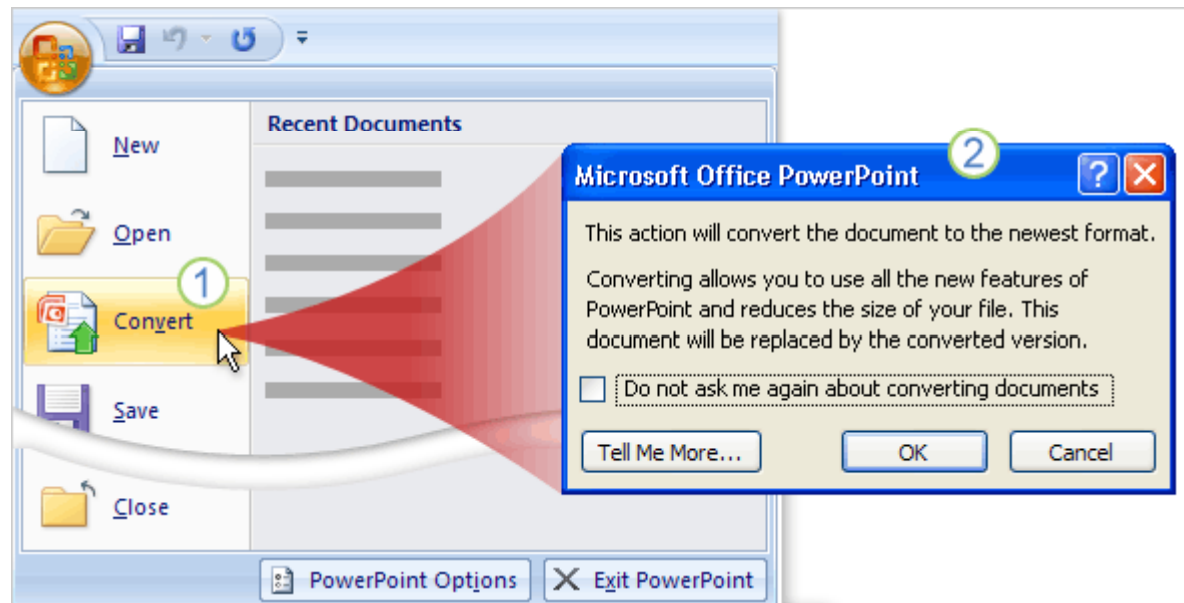 Recent Documents
New
Open
1
Convert
Save
Close
PowerPoint Options
Exit PowerPoint
2
Microsoft Office PowerPoint
This action will convert the document to the newest format.
Converting allows you to use all the new features of
PowerPoint and reduces the size of your file. This
document will be replaced by the converted version.
Do not ask me again about converting documents
Tell Me More...
OK
Cancel